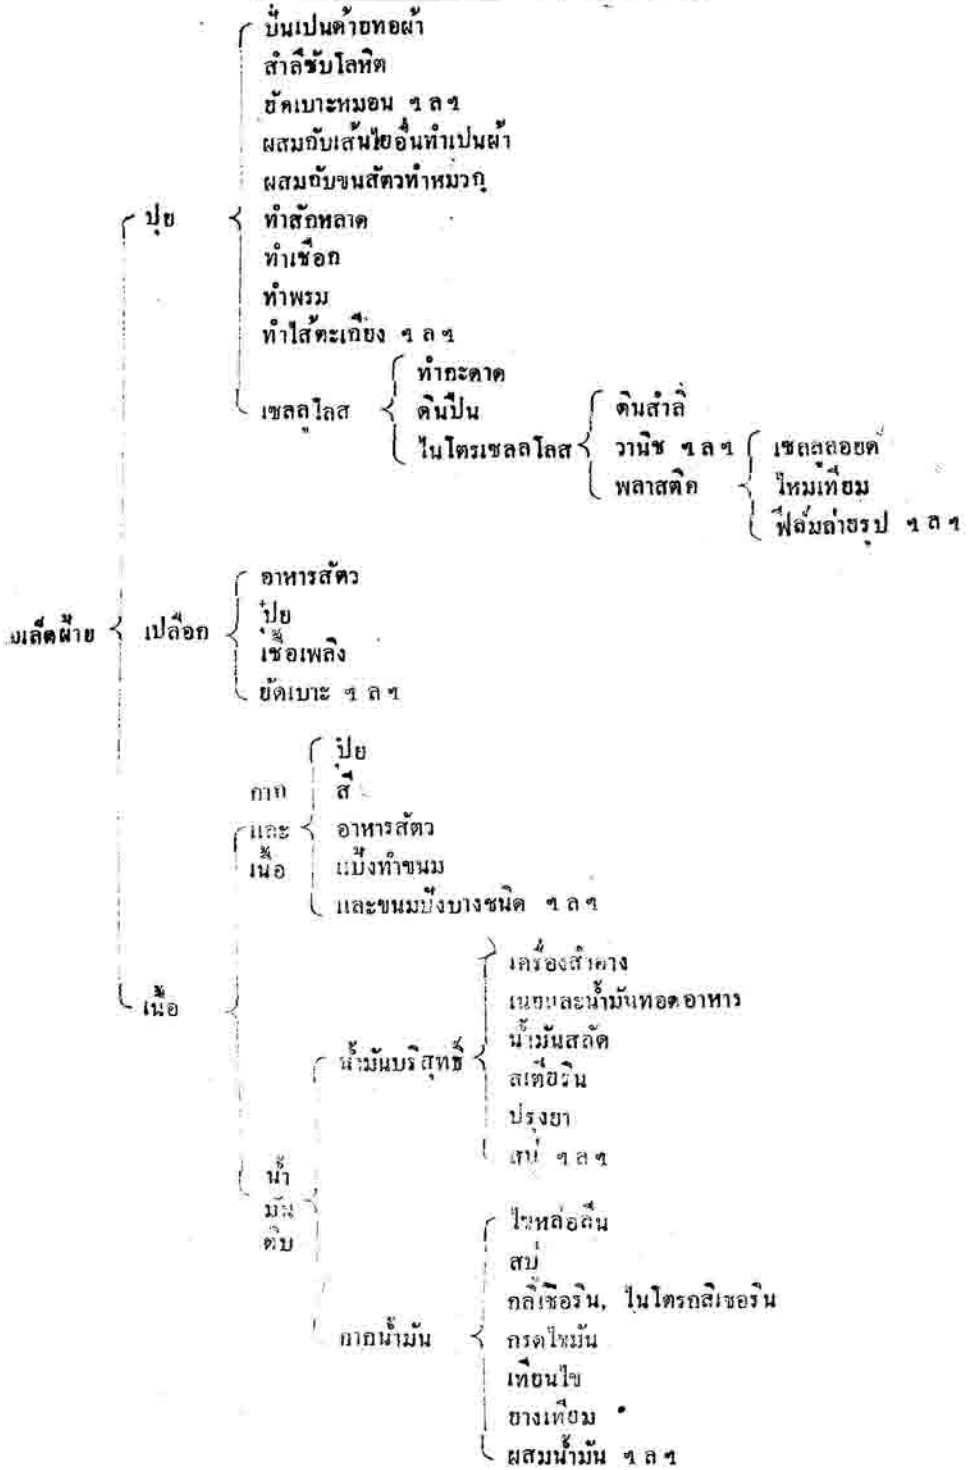 ปั่นเปนด้ายทอผ้า
สำลีซับโลหิต
ยัดเบาะหมอน ฯ ล ฯ
ผสมกับเส้นใยอื่นทำเปนผ้า
ผสมกับขนสัตวทำหมวก
ปุย
ทำสักหลาด
ทำเชือก
ทำพรม
ทำไส้ตะเกียง ฯ ล ฯ
เซลลูโลส
ทำกะดาด
ดินปืน
ไนโตรเซลลโลส
ดินสำลี
วานิช ฯ ล ฯ
พลาสติค
เซลลูลอยด์
ไหมเทียม
ฟีล์มถ่ายรูป ฯ ล ฯ
เมล็ดฝ้าย
เปลือก
อาหารสัตว
ปุ๋ย
เชื้อเพลิง
ยัดเบาะ ฯ ล ฯ
เนื้อ
กาก
และ
เนื้อ
ปุ๋ย
สี
อาหารสัตว
แป้งทำขนม
และขนมปังบางชนิด ฯ ล ฯ
น้ำ
มัน
ดิบ
น้ำมันบริสุทธิ์
เครื่องสำอาง
เนยและน้ำมันทอดอาหาร
น้ำมันสลัด
สเตียริน
ปรุงยา
สบู่ ฯ ล ฯ
กากน้ำมัน
ไขหล่อลื่น
สบู่
กลีเซอริน, ไนโตรกลีเซอริน
กรดไขมัน
เทียนไข
ยางเทียม
ผสมน้ำมัน ฯ ล ฯ